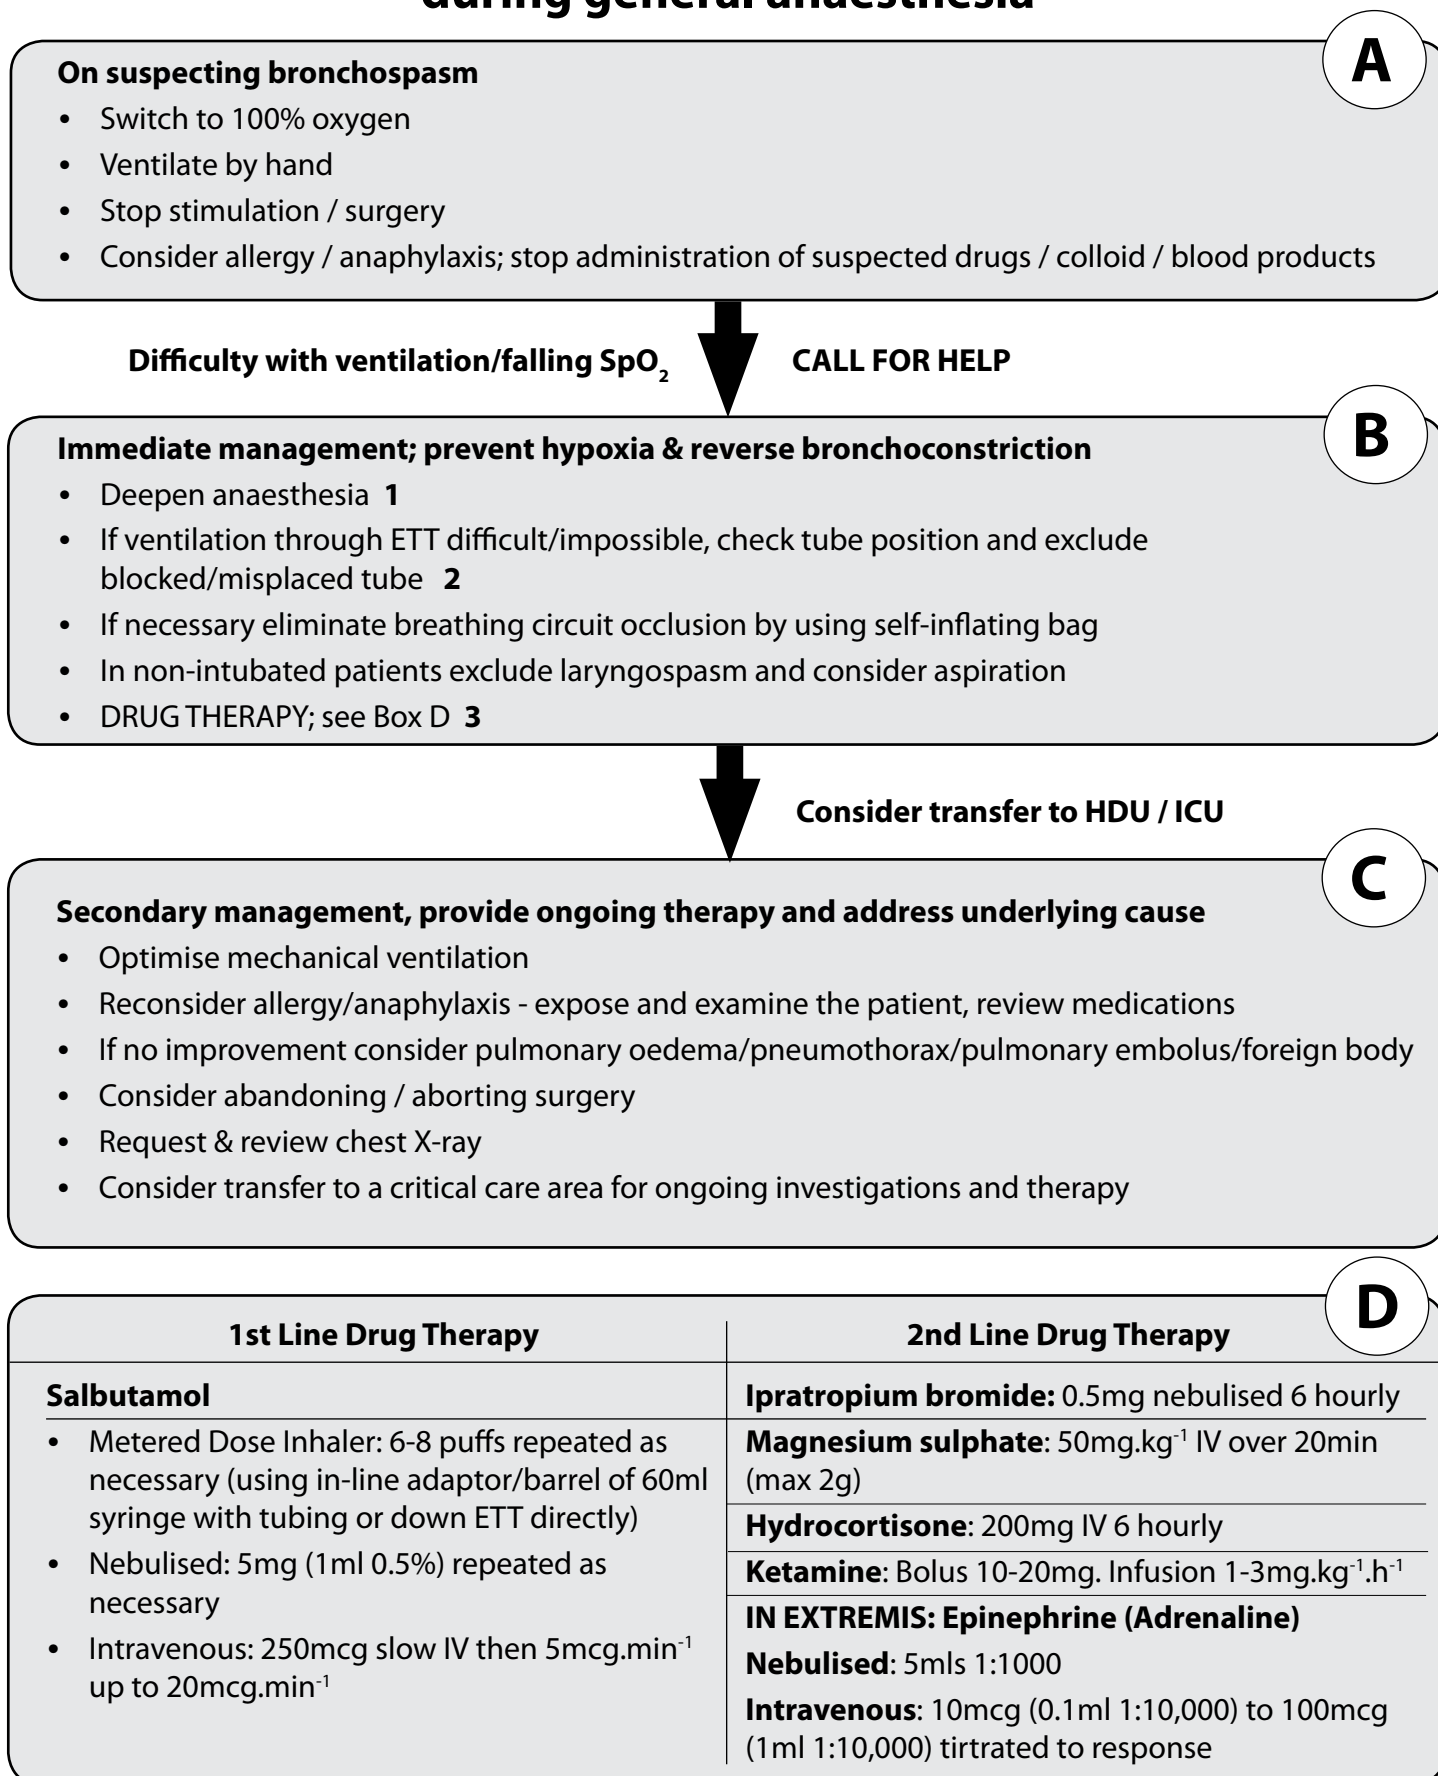 during general anaesthesia
A
On suspecting bronchospasm
• Switch to 100% oxygen
• Ventilate by hand
• Stop stimulation / surgery
• Consider allergy / anaphylaxis; stop administration of suspected drugs / colloid / blood products
Difficulty with ventilation/falling SpO₂
CALL FOR HELP
B
Immediate management; prevent hypoxia & reverse bronchoconstriction
• Deepen anaesthesia 1
• If ventilation through ETT difficult/impossible, check tube position and exclude
blocked/misplaced tube 2
• If necessary eliminate breathing circuit occlusion by using self-inflating bag
• In non-intubated patients exclude laryngospasm and consider aspiration
• DRUG THERAPY; see Box D 3
Consider transfer to HDU / ICU
C
Secondary management, provide ongoing therapy and address underlying cause
• Optimise mechanical ventilation
• Reconsider allergy/anaphylaxis - expose and examine the patient, review medications
• If no improvement consider pulmonary oedema/pneumothorax/pulmonary embolus/foreign body
• Consider abandoning / aborting surgery
• Request & review chest X-ray
• Consider transfer to a critical care area for ongoing investigations and therapy
D
1st Line Drug Therapy
Salbutamol
• Metered Dose Inhaler: 6-8 puffs repeated as
necessary (using in-line adaptor/barrel of 60ml
syringe with tubing or down ETT directly)
• Nebulised: 5mg (1ml 0.5%) repeated as
necessary
• Intravenous: 250mcg slow IV then 5mcg.min⁻¹
up to 20mcg.min⁻¹
2nd Line Drug Therapy
Ipratropium bromide: 0.5mg nebulised 6 hourly
Magnesium sulphate: 50mg.kg⁻¹ IV over 20min
(max 2g)
Hydrocortisone: 200mg IV 6 hourly
Ketamine: Bolus 10-20mg. Infusion 1-3mg.kg⁻¹.h⁻¹
IN EXTREMIS: Epinephrine (Adrenaline)
Nebulised: 5mls 1:1000
Intravenous: 10mcg (0.1ml 1:10,000) to 100mcg
(1ml 1:10,000) tirtrated to response